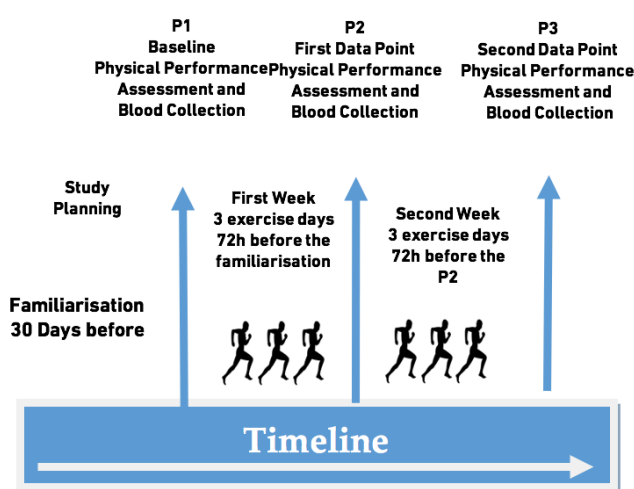 P1
Baseline
Physical Performance
Assessment and
Blood Collection
P2
First Data Point
Physical Performance
Assessment and
Blood Collection
P3
Second Data Point
Physical Performance
Assessment and
Blood Collection
Study
Planning
First Week
3 exercise days
72h before the
familiarisation
Second Week
3 exercise days
72h before the
P2
Familiarisation
30 Days before
Timeline